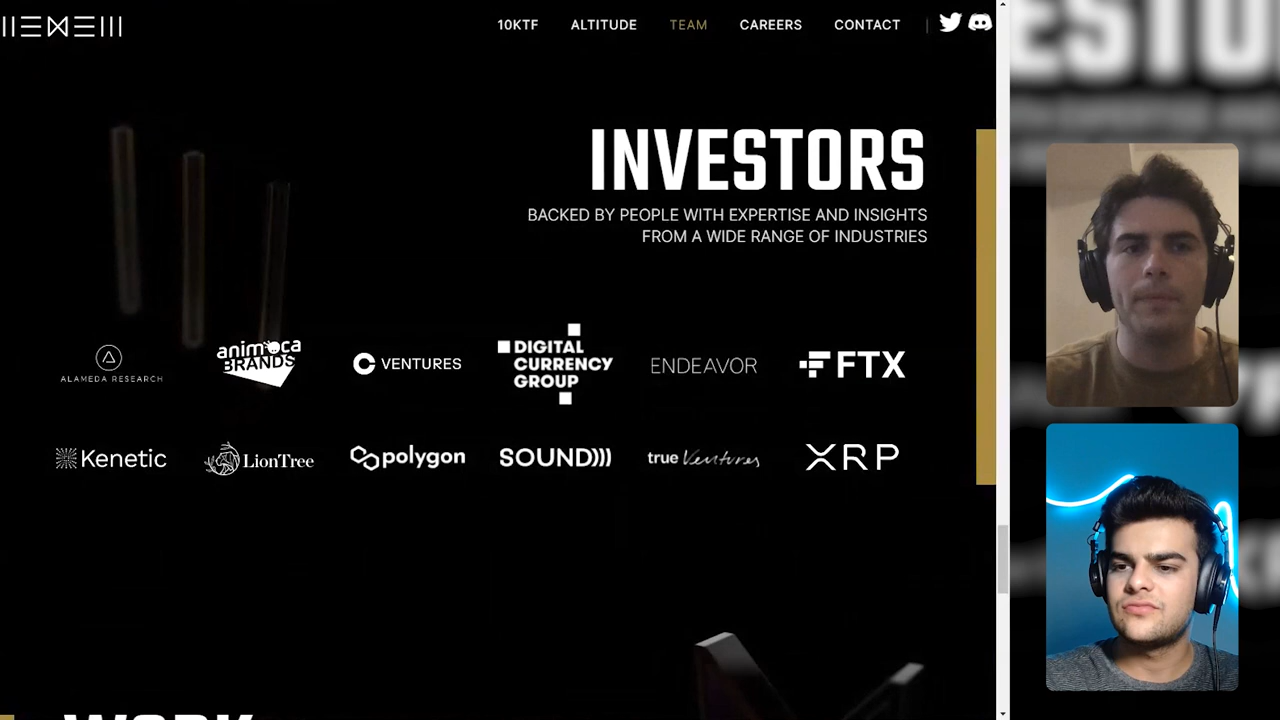 10KTF ALTITUDE TEAM CAREERS CONTACT
INVESTORS
BACKED BY PEOPLE WITH EXPERTISE AND INSIGHTS
FROM A WIDE RANGE OF INDUSTRIES
ALAMEDA RESEARCH
animoca
BRANDS
VENTURES
DIGITAL
CURRENCY
GROUP
ENDEAVOR
FTX
Kenetic
LionTree
polygon
SOUND)))
true Ventures
XRP
WORK